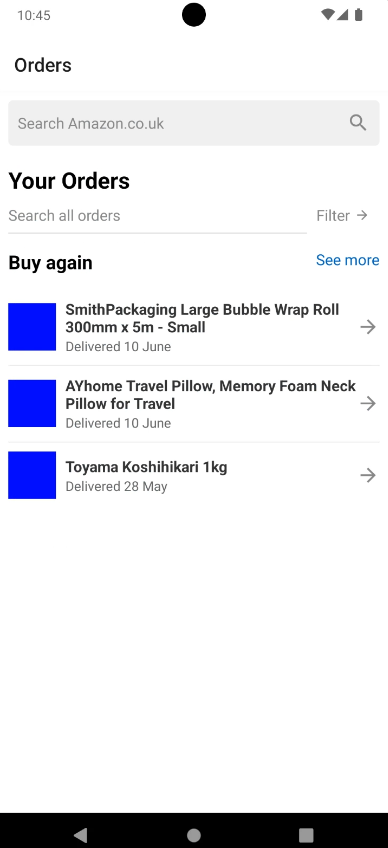 10:45
Orders
Search Amazon.co.uk
Your Orders
Search all orders
Filter
Buy again
See more
SmithPackaging Large Bubble Wrap Roll
300mm x 5m - Small
Delivered 10 June
AYhome Travel Pillow, Memory Foam Neck
Pillow for Travel
Delivered 10 June
Toyama Koshihikari 1kg
Delivered 28 May